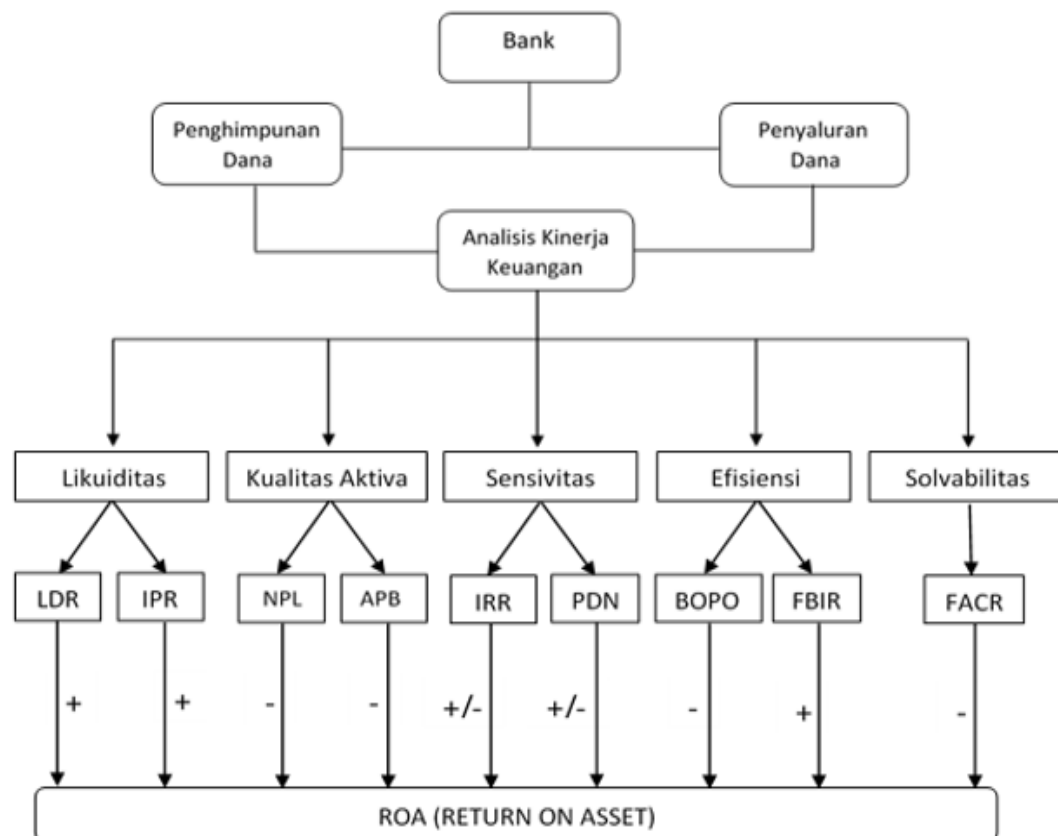 Bank
Penghimpunan
Dana
Penyaluran
Dana
Analisis Kinerja
Keuangan
Likuiditas
Kualitas Aktiva
Sensivitas
Efisiensi
Solvabilitas
LDR
IPR
NPL
APB
IRR
PDN
BOPO
FBIR
FACR
+
+
-
-
+/-
+/-
-
+
-
ROA (RETURN ON ASSET)